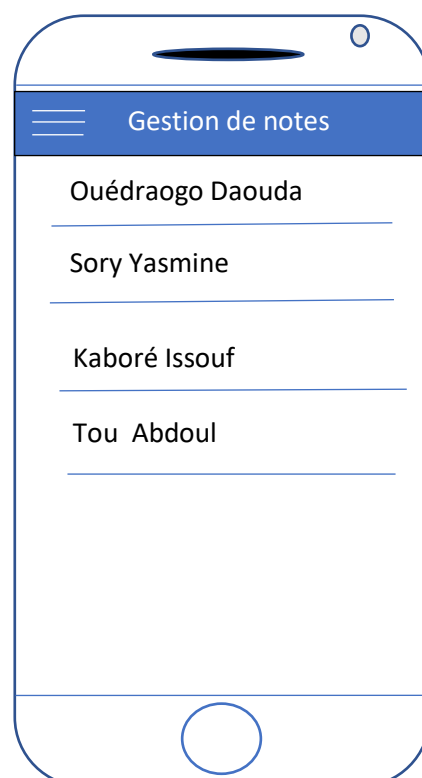 Gestion de notes
Ouédraogo Daouda
Sory Yasmine
Kaboré Issouf
Tou  Abdoul